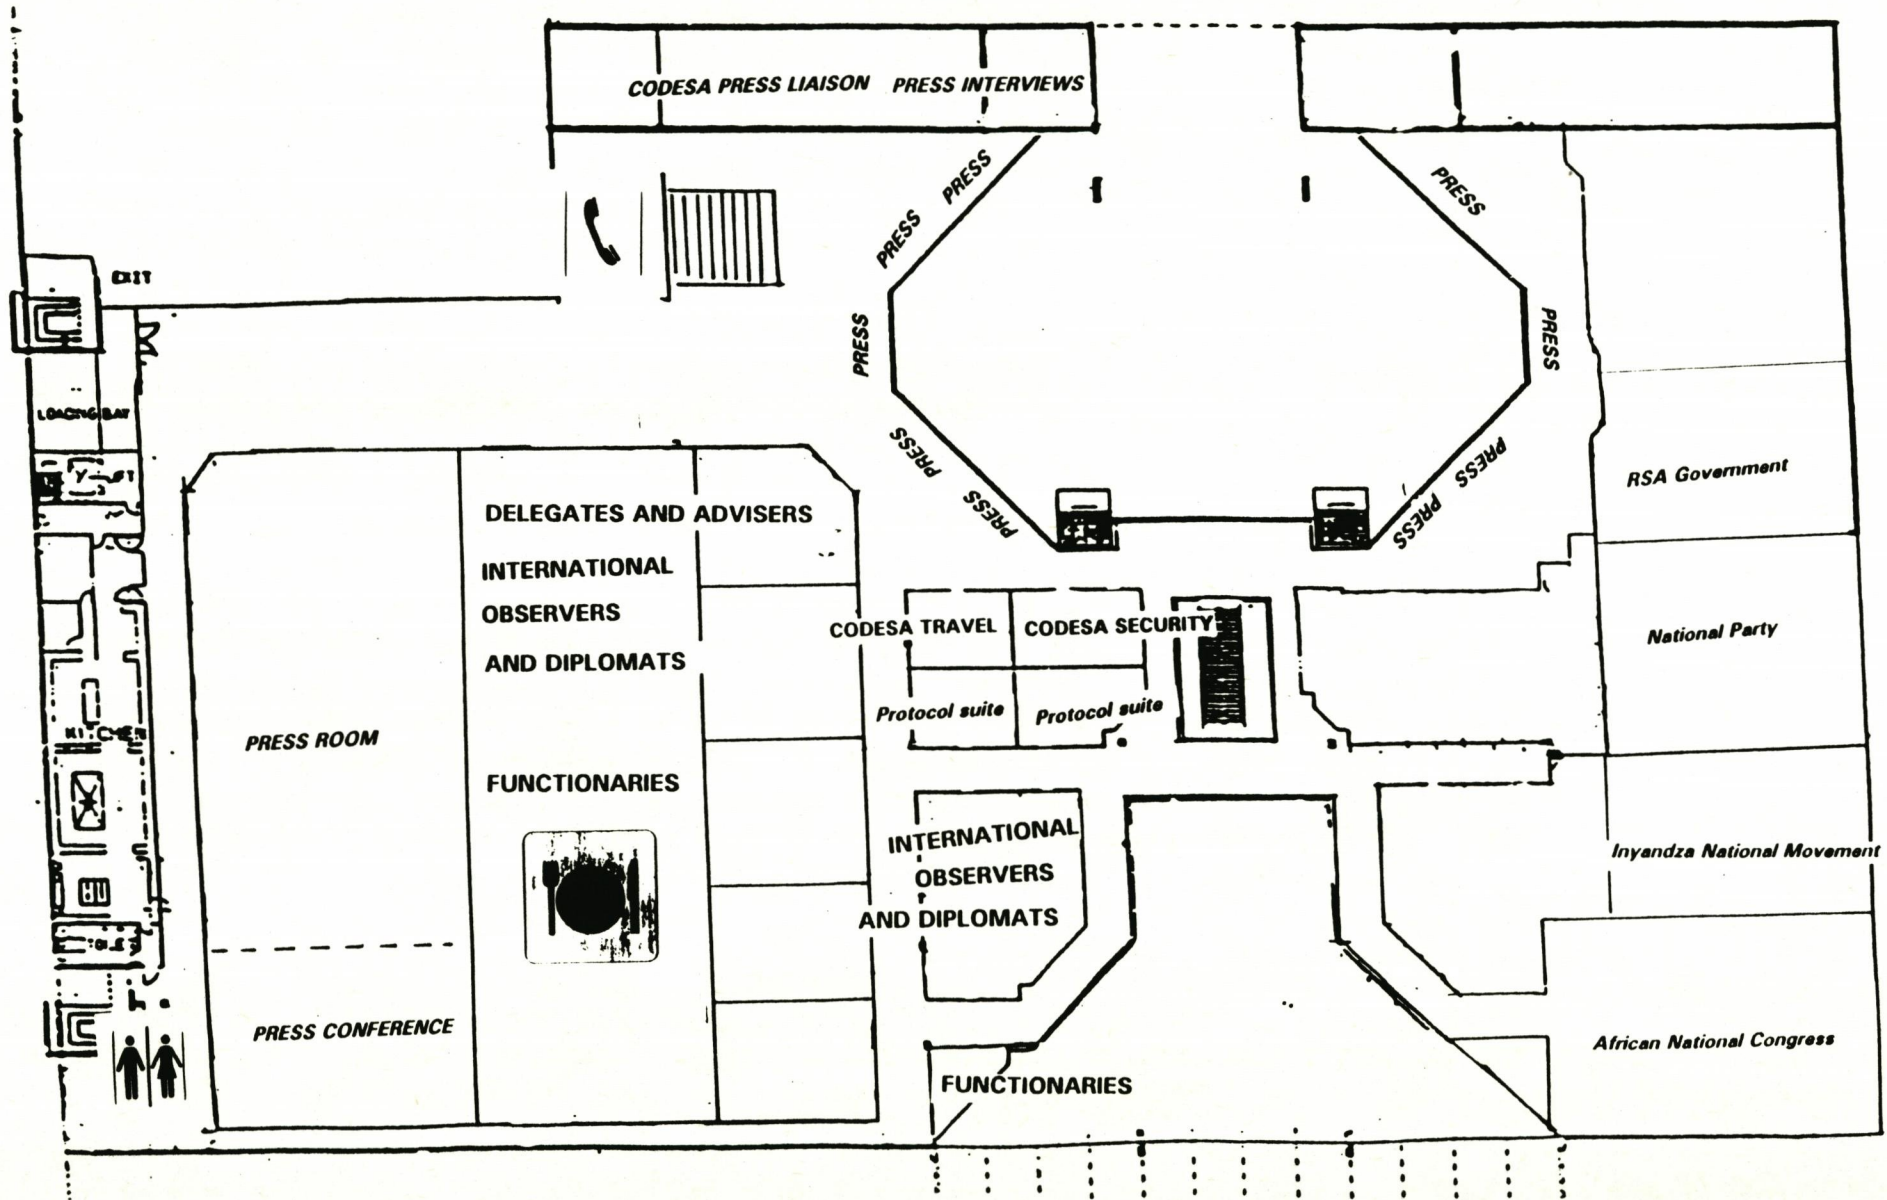 CODESA PRESS LIAISON
PRESS INTERVIEWS
PRESS
PRESS
PRESS
PRESS
PRESS
PRESS
PRESS
PRESS
PRESS
PRESS
EXIT
LOADING BAY
DELEGATES AND ADVISERS
INTERNATIONAL
OBSERVERS
AND DIPLOMATS
FUNCTIONARIES
PRESS ROOM
PRESS CONFERENCE
CODESA TRAVEL
CODESA SECURITY
Protocol suite
Protocol suite
INTERNATIONAL
OBSERVERS
AND DIPLOMATS
FUNCTIONARIES
RSA Government
National Party
Inyandza National Movement
African National Congress